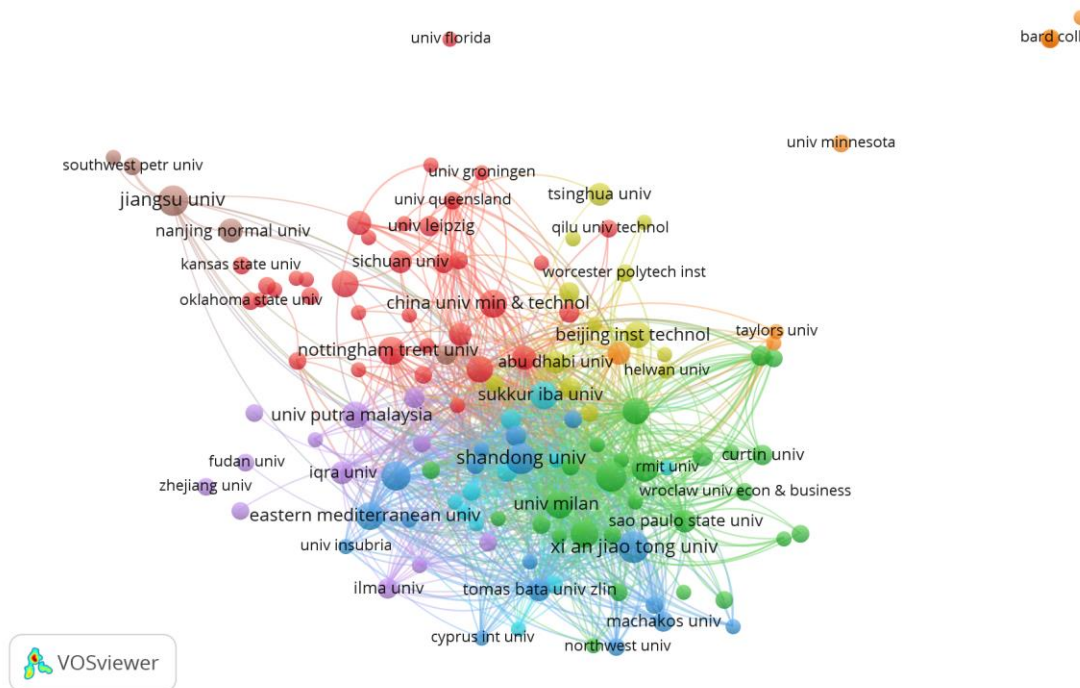 univ florida
bard coll
univ minnesota
southwest petr univ
univ groningen
jiangsu univ
univ queensland
tsinghua univ
nanjing normal univ
univ leipzig
qilu univ technol
kansas state univ
sichuan univ
worcester polytech inst
oklahoma state univ
china univ min & technol
beijing inst technol
taylors univ
nottingham trent univ
abu dhabi univ
helwan univ
sukkur iba univ
univ putra malaysia
shandong univ
curtin univ
fudan univ
iqra univ
rmit univ
zhejiang univ
wroclaw univ econ & business
univ milan
eastern mediterranean univ
sao paulo state univ
univ insubria
xi an jiao tong univ
ilma univ
tomas bata univ zlin
machakos univ
cyprus int univ
northwest univ
VOSviewer